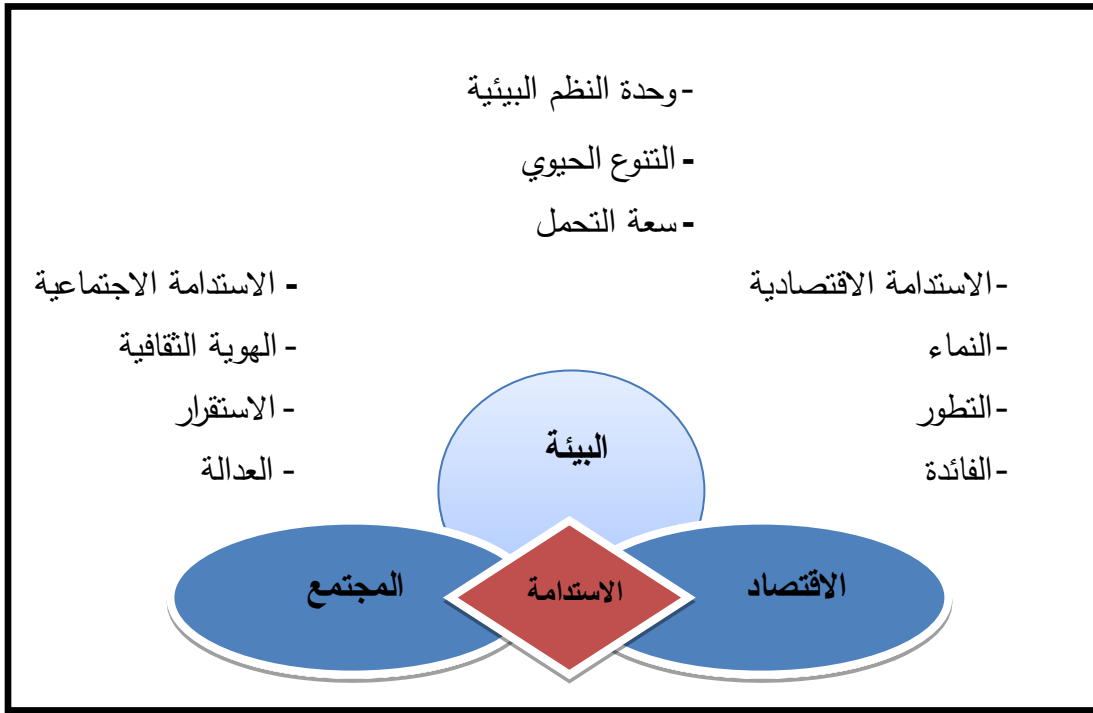 -وحدة النظم البيئية
- التنوع الحيوي
- سعة التحمل
-الاستدامة الاقتصادية
-النماء
-التطور
-الفائدة
- الاستدامة الاجتماعية
- الهوية الثقافية
- الاستقرار
- العدالة
البيئة
الاقتصاد
الاستدامة
المجتمع